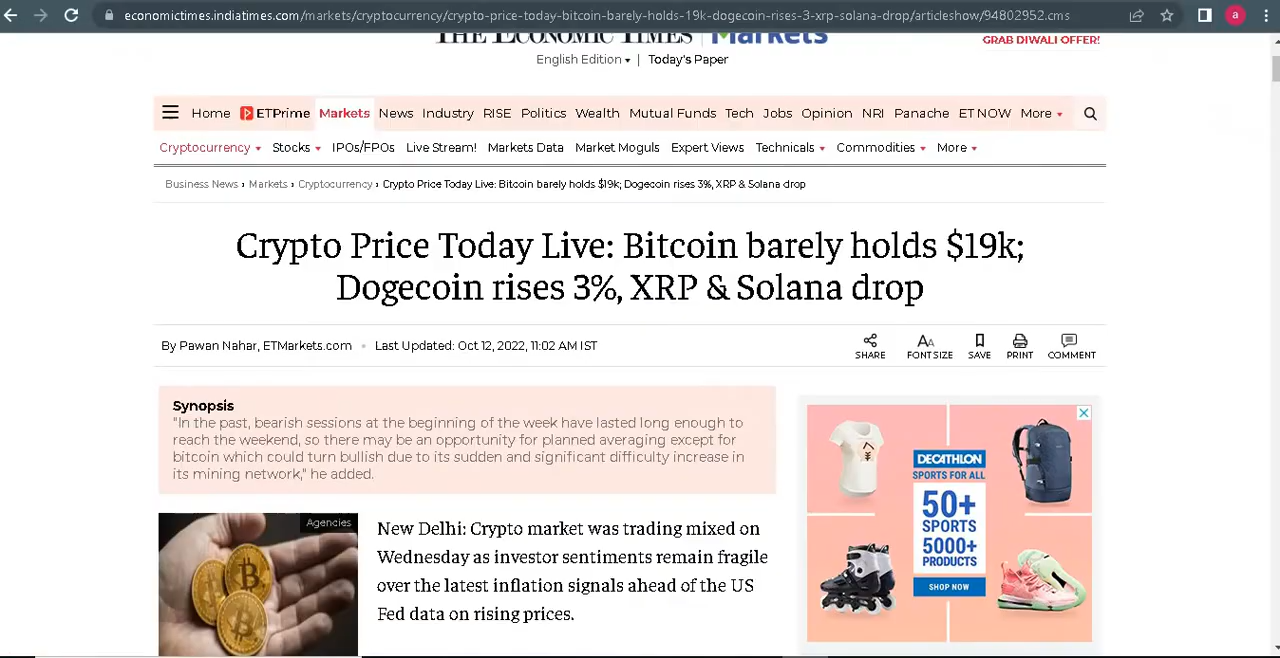 economictimes.indiatimes.com/markets/cryptocurrency/crypto-price-today-bitcoin-barely-holds-19k-dogecoin-rises-3-xrp-solana-drop/articleshow/94802952.cms
a
THE ECONOMIC TIMES | Markets
GRAB DIWALI OFFER!
English Edition | Today's Paper
Home ETPrime Markets News Industry RISE Politics Wealth Mutual Funds Tech Jobs Opinion NRI Panache ET NOW More
Cryptocurrency Stocks IPOs/FPOs Live Stream! Markets Data Market Moguls Expert Views Technicals Commodities More
Business News › Markets › Cryptocurrency › Crypto Price Today Live: Bitcoin barely holds $19k; Dogecoin rises 3%, XRP & Solana drop
Crypto Price Today Live: Bitcoin barely holds $19k;
Dogecoin rises 3%, XRP & Solana drop
By Pawan Nahar, ETMarkets.com • Last Updated: Oct 12, 2022, 11:02 AM IST
SHARE FONT SIZE SAVE PRINT COMMENT
Synopsis
"In the past, bearish sessions at the beginning of the week have lasted long enough to
reach the weekend, so there may be an opportunity for planned averaging except for
bitcoin which could turn bullish due to its sudden and significant difficulty increase in
its mining network," he added.
Agencies
New Delhi: Crypto market was trading mixed on
Wednesday as investor sentiments remain fragile
over the latest inflation signals ahead of the US
Fed data on rising prices.
DECATHLON
SPORTS FOR ALL
50+
SPORTS
5000+
PRODUCTS
SHOP NOW